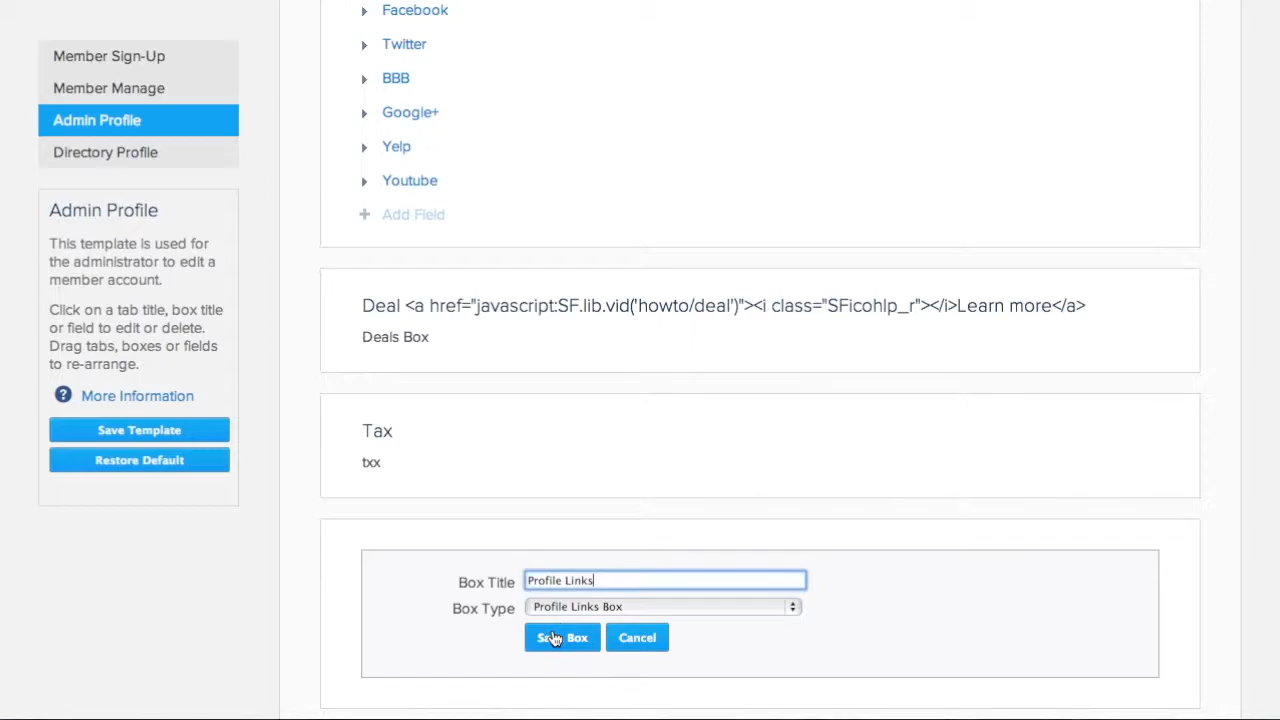 Member Sign-Up
Member Manage
Admin Profile
Directory Profile
Admin Profile
This template is used for
the administrator to edit a
member account.
Click on a tab title, box title
or field to edit or delete.
Drag tabs, boxes or fields
to re-arrange.
More Information
Save Template
Restore Default
Facebook
Twitter
BBB
Google+
Yelp
Youtube
Add Field
Deal <a href="javascript:SF.lib.vid('howto/deal')"><i class="SFicohlp_r"></i>Learn more</a>
Deals Box
Tax
txx
Box Title Profile Links
Box Type Profile Links Box
Save Box Cancel